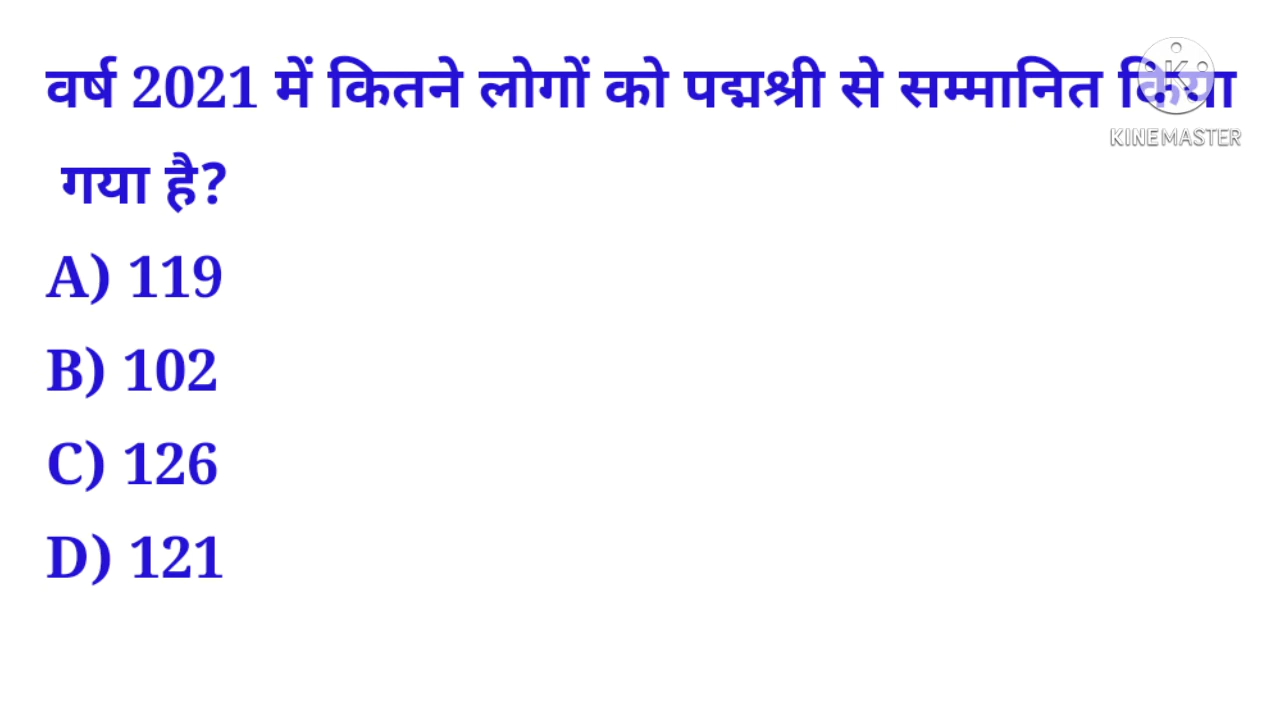 वर्ष 2021 में कितने लोगों को पद्मश्री से सम्मानित किया
गया है?
A) 119
B) 102
C) 126
D) 121
KINEMASTER